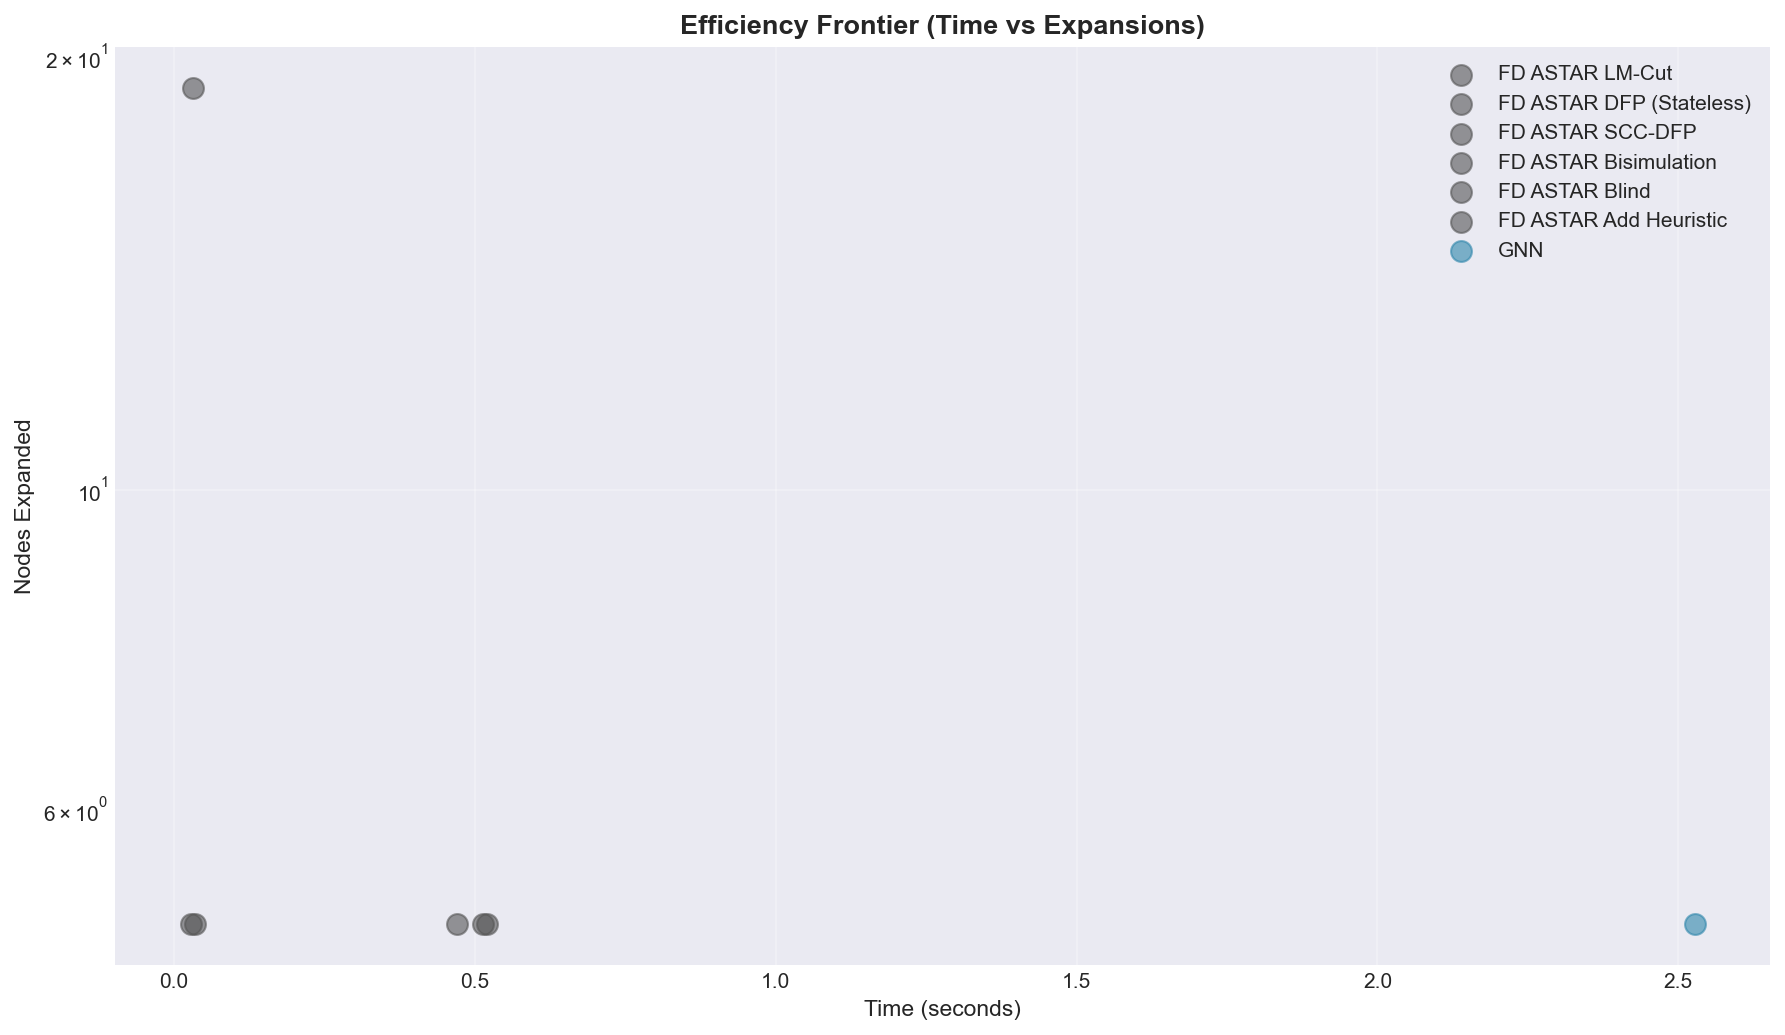 Efficiency Frontier (Time vs Expansions)
2 × 10¹
10¹
6 × 10⁰
Nodes Expanded
FD ASTAR LM-Cut
FD ASTAR DFP (Stateless)
FD ASTAR SCC-DFP
FD ASTAR Bisimulation
FD ASTAR Blind
FD ASTAR Add Heuristic
GNN
0.0 0.5 1.0 1.5 2.0 2.5
Time (seconds)